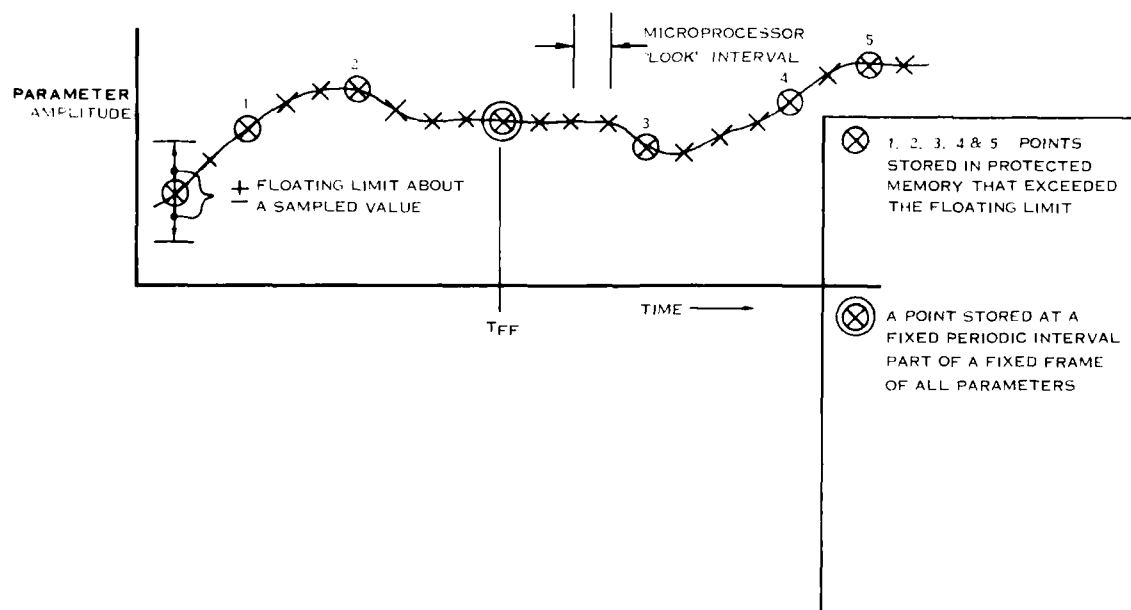 MICROPROCESSOR
'LOOK' INTERVAL
PARAMETER
AMPLITUDE
1
2
3
4
5
+ FLOATING LIMIT ABOUT
− A SAMPLED VALUE
1, 2, 3, 4 & 5 POINTS
STORED IN PROTECTED
MEMORY THAT EXCEEDED
THE FLOATING LIMIT
TIME
TFF
A POINT STORED AT A
FIXED PERIODIC INTERVAL
PART OF A FIXED FRAME
OF ALL PARAMETERS